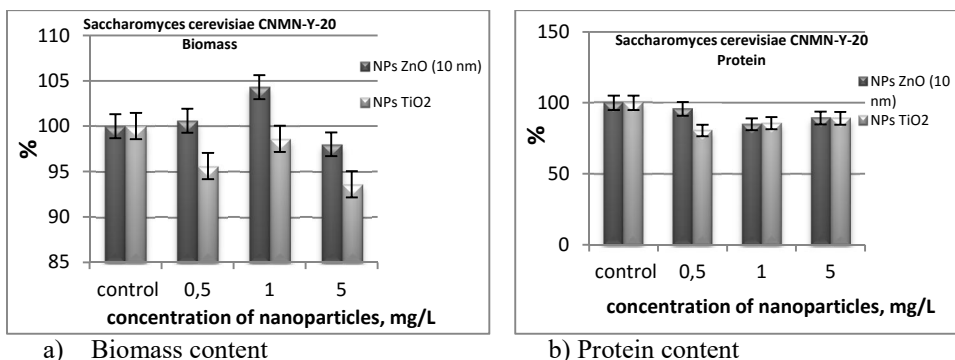 Saccharomyces cerevisiae CNMN-Y-20
Biomass
110
105
100
95
90
85
%
NPs ZnO (10 nm)
NPs TiO2
control 0,5 1 5
concentration of nanoparticles, mg/L
a) Biomass content
Saccharomyces cerevisiae CNMN-Y-20
Protein
150
100
50
0
%
NPs ZnO (10
nm)
NPs TiO2
control 0,5 1 5
concentration of nanoparticles, mg/L
b) Protein content